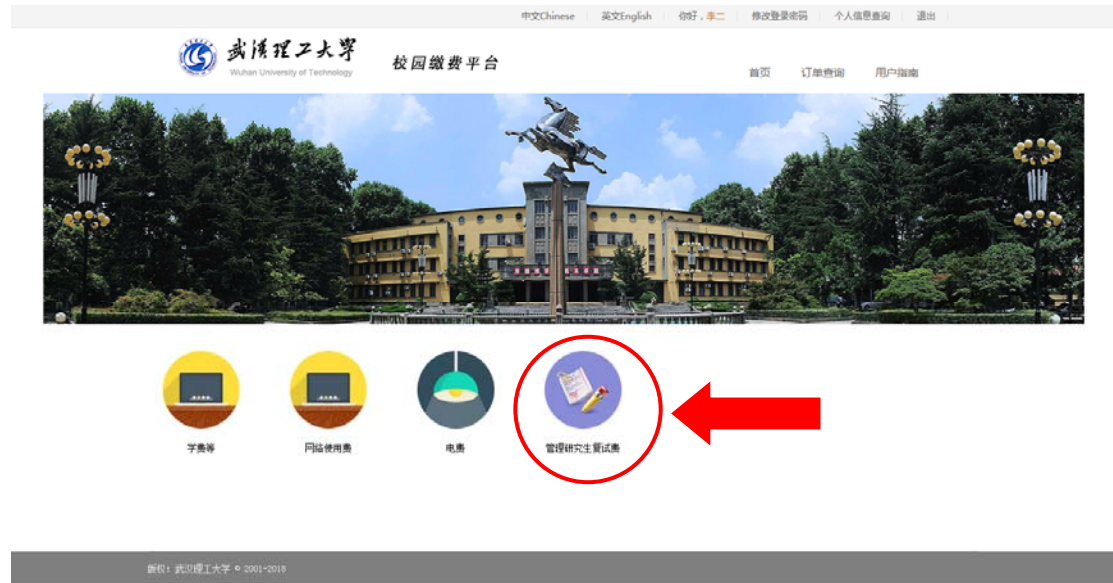 中文Chinese 英文English 你好，李二 修改登录密码 个人信息查询 退出
武汉理工大学
Wuhan University of Technology
校园缴费平台
首页 订单查询 用户指南
学费等 网络使用费 电费 管理研究生复试费
版权：武汉理工大学 © 2001-2018